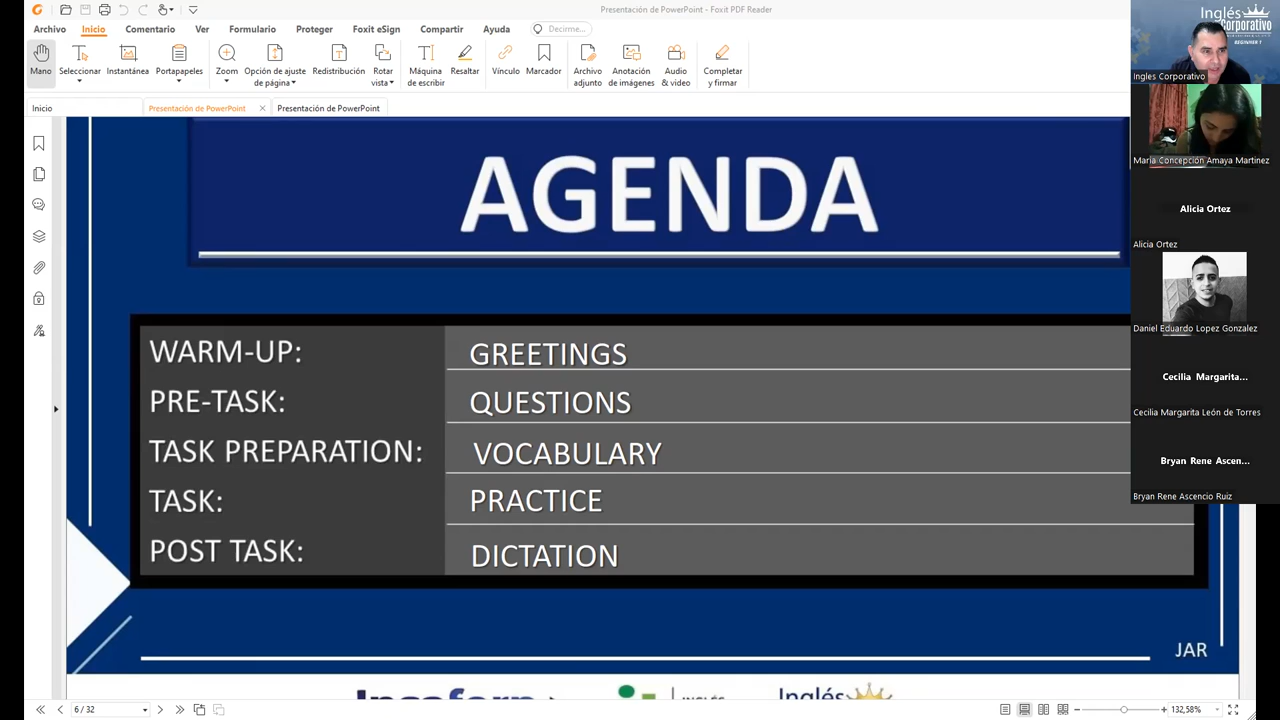 Presentación de PowerPoint - Foxit PDF Reader
Archivo Inicio Comentario Ver Formulario Proteger Foxit eSign Compartir Ayuda Decirme...
Mano Seleccionar Instantánea Portapapeles Zoom Opción de ajuste de página Redistribución Rotar vista Máquina de escribir Resaltar Vínculo Marcador Archivo adjunto Anotación de imágenes Audio & video Completar y firmar
Inicio Presentación de PowerPoint Presentación de PowerPoint
AGENDA
WARM-UP: GREETINGS
PRE-TASK: QUESTIONS
TASK PREPARATION: VOCABULARY
TASK: PRACTICE
POST TASK: DICTATION
JAR
Incaforp INGLÉS Inglés
6 / 32
132,58%
Inglés
Corporativo
BEGINNER 1
Ingles Corporativo
Maria Concepción Amaya Martinez
Alicia Ortez
Alicia Ortez
Daniel Eduardo Lopez Gonzalez
Cecilia Margarita...
Cecilia Margarita León de Torres
Bryan Rene Ascen...
Bryan Rene Ascencio Ruiz